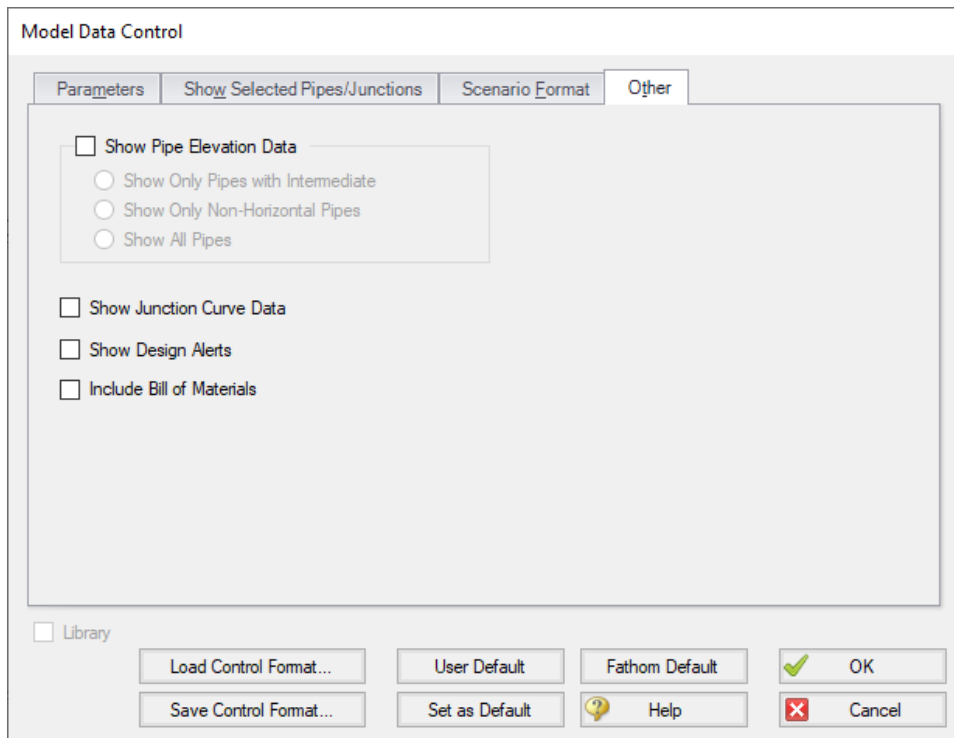 Model Data Control
Parameters Show Selected Pipes/Junctions Scenario Format Other
Show Pipe Elevation Data
Show Only Pipes with Intermediate
Show Only Non-Horizontal Pipes
Show All Pipes
Show Junction Curve Data
Show Design Alerts
Include Bill of Materials
Library
Load Control Format... User Default Fathom Default OK
Save Control Format... Set as Default Help Cancel